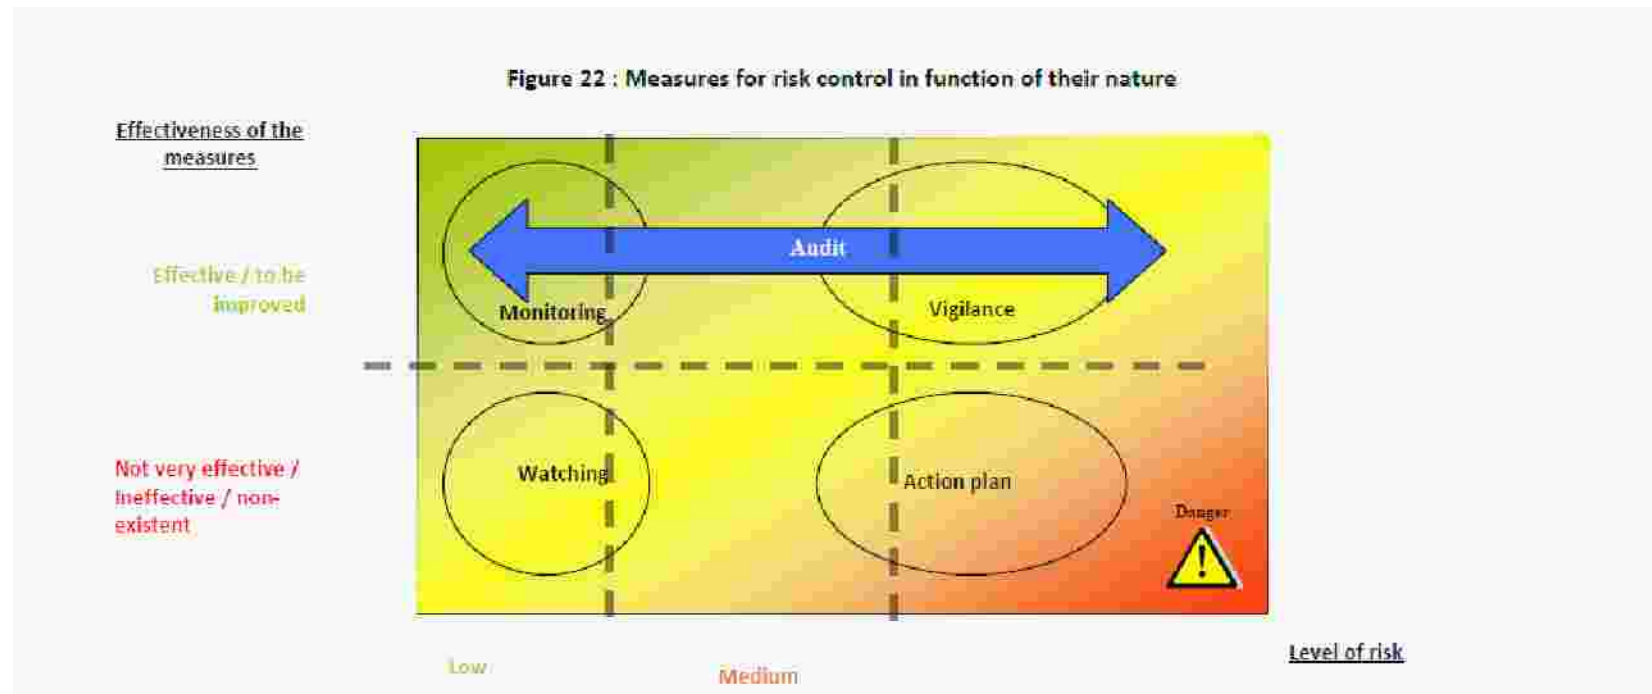 Figure 22 : Measures for risk control in function of their nature
Effectiveness of the
measures
Audit
Effective / to be
improved
Monitoring
Vigilance
Not very effective /
Ineffective / non-
existent
Watching
Action plan
Danger
Level of risk
Low
Medium